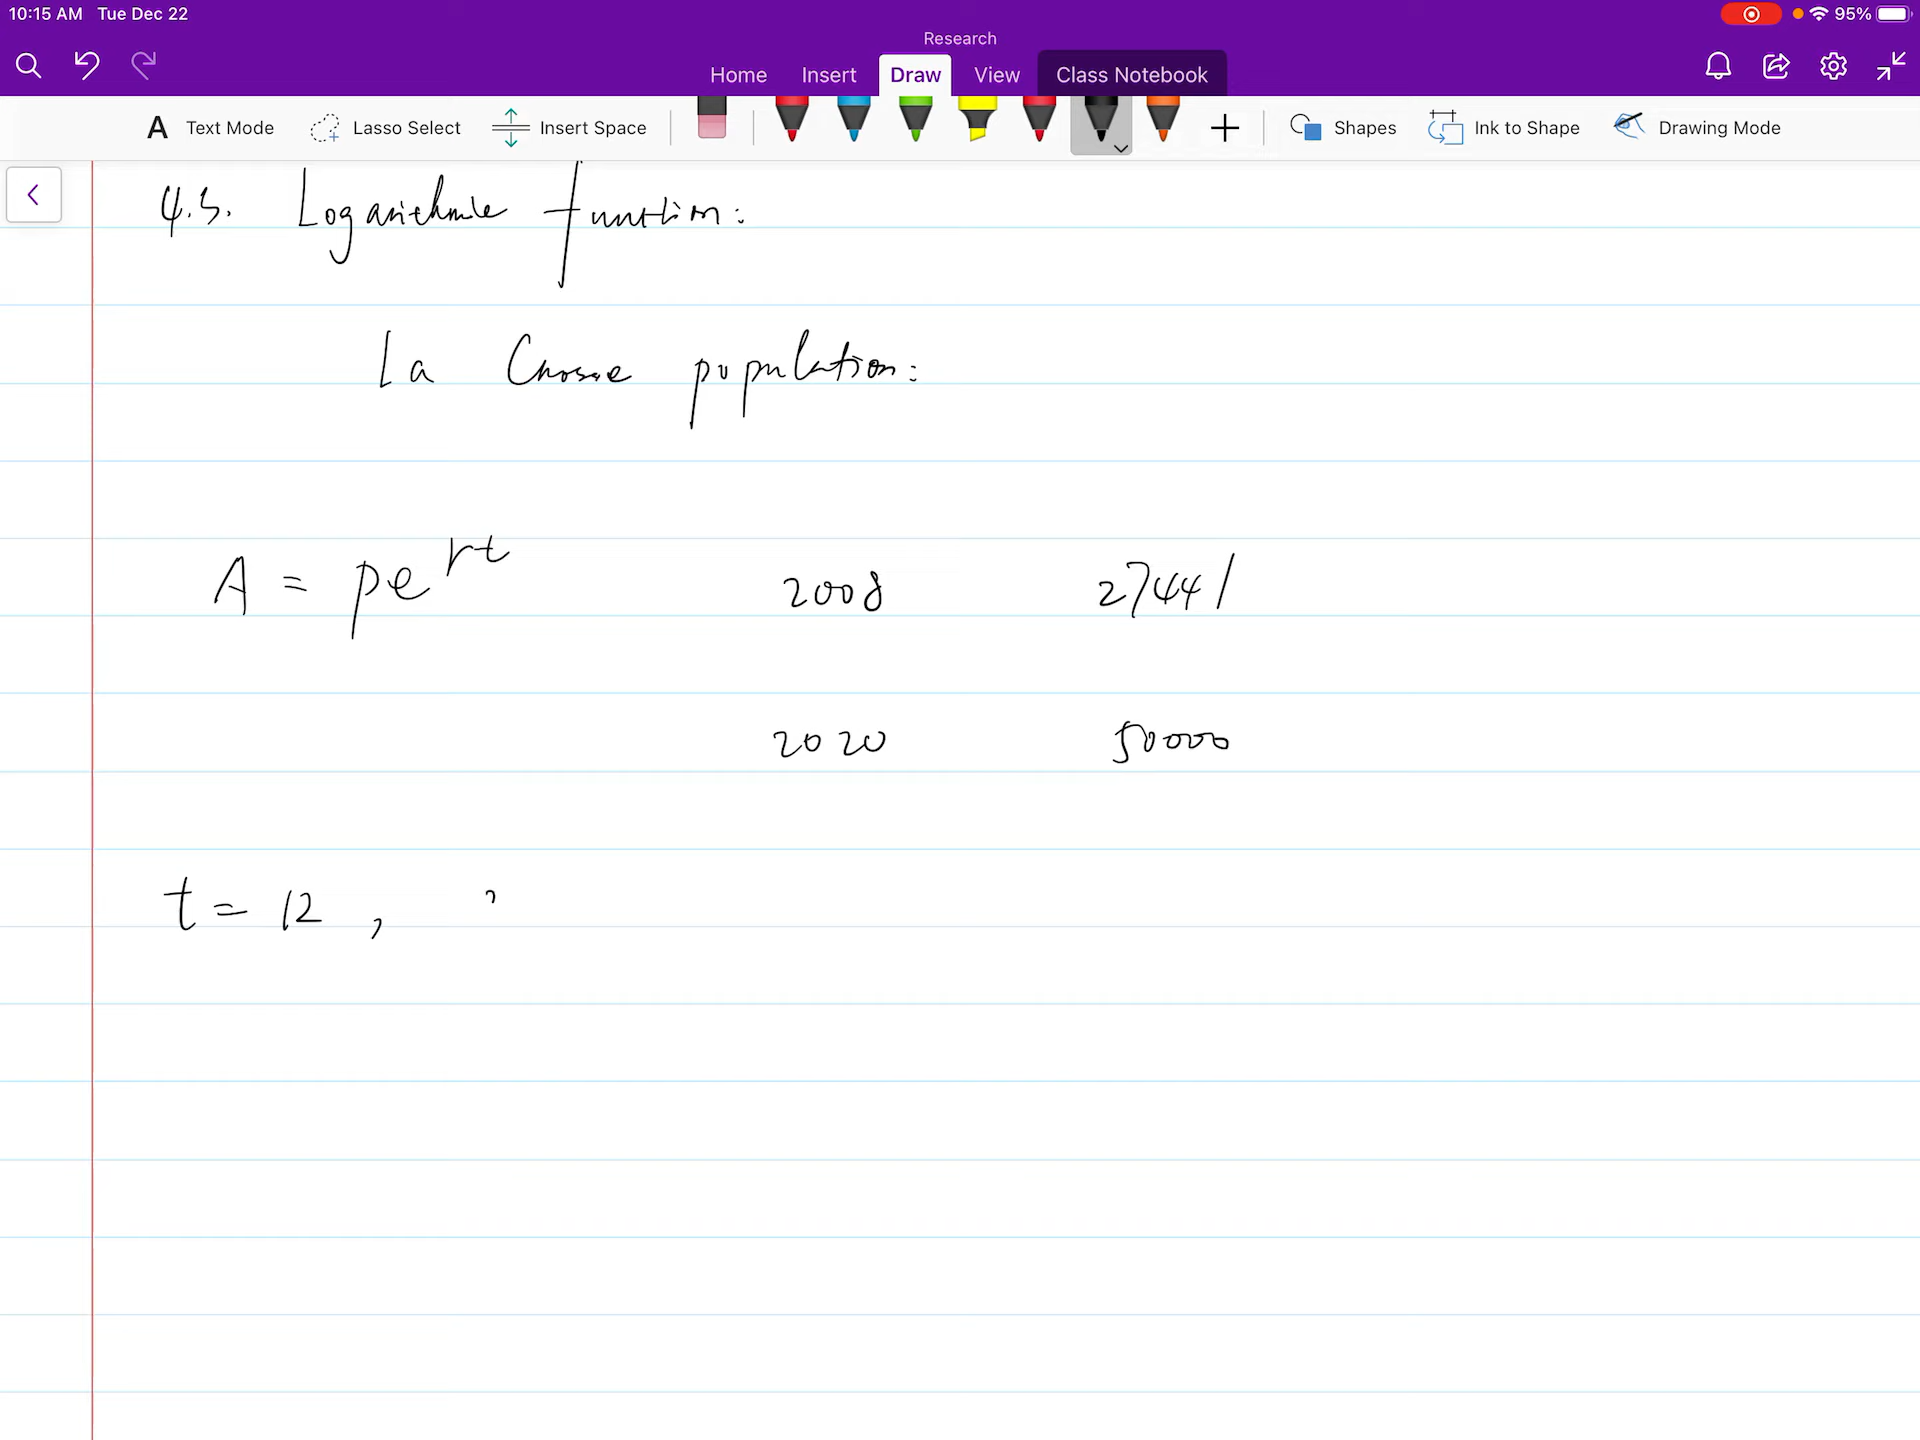 10:15 AM Tue Dec 22
95%
Research
Home Insert Draw View Class Notebook
A Text Mode Lasso Select Insert Space Shapes Ink to Shape Drawing Mode
Logarithmic function:
La Crosse population:
A = pe^rt 2008 27441
2020 50000
t = 12 ,